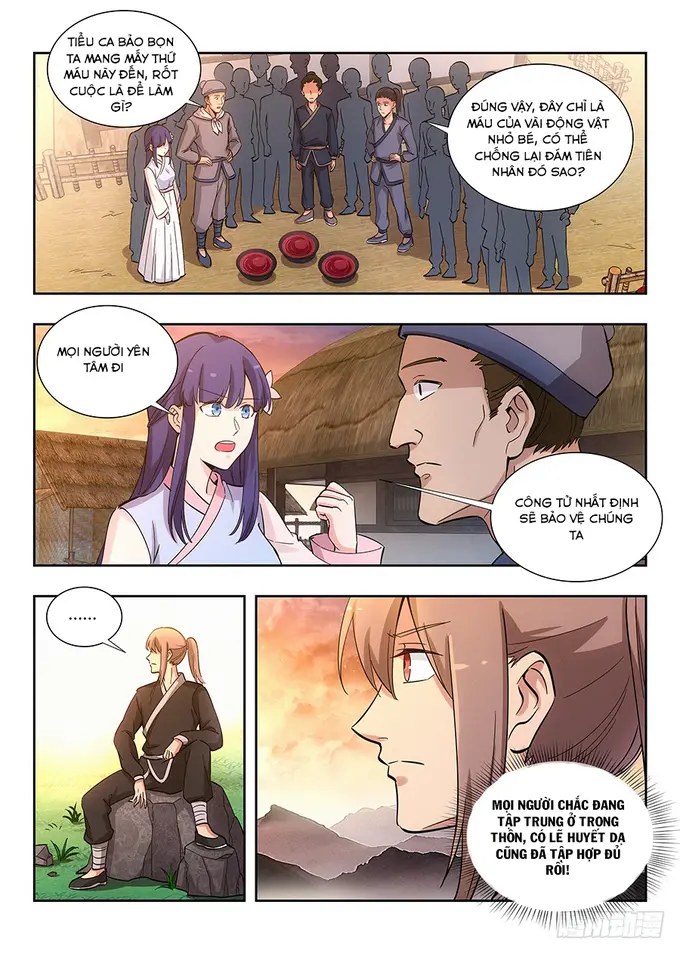 TIỂU CA BẢO BỌN
TA MANG MẤY THỨ
MÁU NÀY ĐẾN, RỐT
CUỘC LÀ ĐỂ LÀM
GÌ?
ĐÚNG VẬY, ĐÂY CHỈ LÀ
MÁU CỦA VÀI ĐỘNG VẬT
NHỎ BÉ, CÓ THỂ
CHỐNG LẠI ĐÁM TIÊN
NHÂN ĐÓ SAO?
MỌI NGƯỜI YÊN
TÂM ĐI
CÔNG TỬ NHẤT ĐỊNH
SẼ BẢO VỆ CHÚNG
TA
......
MỌI NGƯỜI CHẮC ĐANG
TẬP TRUNG Ở TRONG
THÔN, CÓ LẼ HUYẾT DẠ
CŨNG ĐÃ TẬP HỢP ĐỦ
RỒI!